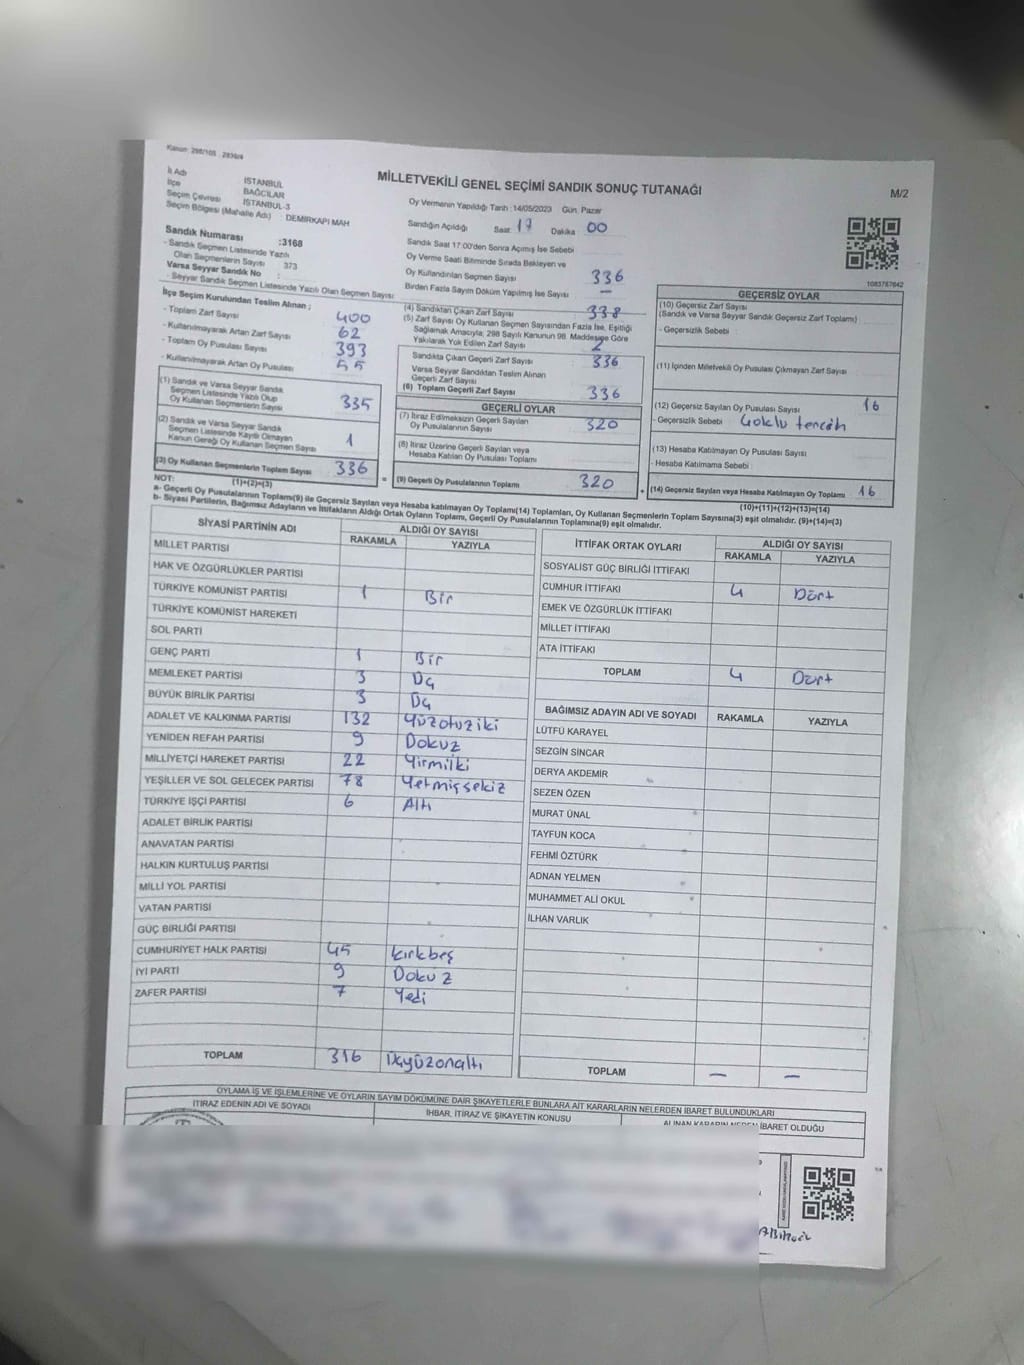 Kanun: 298/105
MİLLETVEKİLİ GENEL SEÇİMİ SANDIK SONUÇ TUTANAĞI
M/2
İli Adı İSTANBUL
İlçe BAĞCILAR
Seçim Çevresi İSTANBUL-3
Seçim Bölgesi (Mahalle Adı) : DEMİRKAPI MAH
Sandık Numarası :3168
- Sandık Seçmen Listesinde Yazılı
Olan Seçmenlerin Sayısı : 373
Varsa Seyyar Sandık No :
- Seyyar Sandık Seçmen Listesinde Yazılı Olan Seçmen Sayısı:
Oy Vermenin Yapıldığı Tarih :14/05/2023 Gün: Pazar
Sandığın Açıldığı Saat: 17 Dakika 00
Sandık Saat 17:00'den Sonra Açılmış İse Sebebi
Oy Verme Saati Bitiminde Sırada Bekleyen ve
Oy Kullandırılan Seçmen Sayısı 336
Birden Fazla Sayım Döküm Yapılmış İse Sayısı –
1083787642
İlçe Seçim Kurulundan Teslim Alınan ;
- Toplam Zarf Sayısı 400
- Kullanılmayarak Artan Zarf Sayısı 62
- Toplam Oy Pusulası Sayısı 393
- Kullanılmayarak Artan Oy Pusulası 55
(1) Sandık ve Varsa Seyyar Sandık
Seçmen Listesinde Yazılı Olup
Oy Kullanan Seçmenlerin Sayısı 335
(2) Sandık ve Varsa Seyyar Sandık
Seçmen Listesinde Kayıtlı Olmayan
Kanun Gereği Oy Kullanan Seçmen Sayısı 1
(3) Oy Kullanan Seçmenlerin Toplam Sayısı 336
(1)+(2)=(3)
(4) Sandıktan Çıkan Zarf Sayısı 338
(5) Zarf Sayısı Oy Kullanan Seçmen Sayısından Fazla İse, Eşitliği
Sağlamak Amacıyla; 298 Sayılı Kanunun 98. Maddesine Göre
Yakılarak Yok Edilen Zarf Sayısı 2
Sandıkta Çıkan Geçerli Zarf Sayısı 336
Varsa Seyyar Sandıktan Teslim Alınan
Geçerli Zarf Sayısı
(6) Toplam Geçerli Zarf Sayısı 336
GEÇERLİ OYLAR
(7) İtiraz Edilmeksizin Geçerli Sayılan
Oy Pusulalarının Sayısı 320
(8) İtiraz Üzerine Geçerli Sayılan veya
Hesaba Katılan Oy Pusulası Toplamı
(9) Geçerli Oy Pusulalarının Toplamı 320
GEÇERSİZ OYLAR
(10) Geçersiz Zarf Sayısı
(Sandık ve Varsa Seyyar Sandık Geçersiz Zarf Toplamı)
- Geçersizlik Sebebi :
(11) İçinden Milletvekili Oy Pusulası Çıkmayan Zarf Sayısı
(12) Geçersiz Sayılan Oy Pusulası Sayısı 16
- Geçersizlik Sebebi : Çoklu tercih
(13) Hesaba Katılmayan Oy Pusulası Sayısı
- Hesaba Katılmama Sebebi :
(14) Geçersiz Sayılan veya Hesaba Katılmayan Oy Toplamı 16
(10)+(11)+(12)+(13)=(14)
NOT:
a- Geçerli Oy Pusulalarının Toplamı(9) ile Geçersiz Sayılan veya Hesaba katılmayan Oy Toplamı(14) Toplamları, Oy Kullanan Seçmenlerin Toplam Sayısına(3) eşit olmalıdır. (9)+(14)=(3)
b- Siyasi Partilerin, Bağımsız Adayların ve İttifakların Aldığı Ortak Oyların Toplamı, Geçerli Oy Pusulalarının Toplamına(9) eşit olmalıdır.
SİYASİ PARTİNİN ADI ALDIĞI OY SAYISI
RAKAMLA YAZIYLA
MİLLET PARTİSİ
HAK VE ÖZGÜRLÜKLER PARTİSİ
TÜRKİYE KOMÜNİST PARTİSİ 1 Bir
TÜRKİYE KOMÜNİST HAREKETİ
SOL PARTİ
GENÇ PARTİ 1 Bir
MEMLEKET PARTİSİ 3 Üç
BÜYÜK BİRLİK PARTİSİ 3 Üç
ADALET VE KALKINMA PARTİSİ 132 Yüzotuziki
YENİDEN REFAH PARTİSİ 9 Dokuz
MİLLİYETÇİ HAREKET PARTİSİ 22 Yirmiiki
YEŞİLLER VE SOL GELECEK PARTİSİ 78 Yetmişsekiz
TÜRKİYE İŞÇİ PARTİSİ 6 Altı
ADALET BİRLİK PARTİSİ
ANAVATAN PARTİSİ
HALKIN KURTULUŞ PARTİSİ
MİLLİ YOL PARTİSİ
VATAN PARTİSİ
GÜÇ BİRLİĞİ PARTİSİ
CUMHURİYET HALK PARTİSİ 45 Kırkbeş
İYİ PARTİ 9 Dokuz
ZAFER PARTİSİ 7 Yedi
TOPLAM 316 Üçyüzonaltı
İTTİFAK ORTAK OYLARI ALDIĞI OY SAYISI
RAKAMLA YAZIYLA
SOSYALİST GÜÇ BİRLİĞİ İTTİFAKI
CUMHUR İTTİFAKI 4 Dört
EMEK VE ÖZGÜRLÜK İTTİFAKI
MİLLET İTTİFAKI
ATA İTTİFAKI
TOPLAM 4 Dört
BAĞIMSIZ ADAYIN ADI VE SOYADI RAKAMLA YAZIYLA
LÜTFÜ KARAYEL
SEZGİN SİNCAR
DERYA AKDEMİR
SEZEN ÖZEN
MURAT ÜNAL
TAYFUN KOCA
FEHMİ ÖZTÜRK
ADNAN YELMEN
MUHAMMET ALİ OKUL
İLHAN VARLIK
TOPLAM – –
OYLAMA İŞ VE İŞLEMLERİNE VE OYLARIN SAYIM DÖKÜMÜNE DAİR ŞİKAYETLERLE BUNLARA AİT KARARLARIN NELERDEN İBARET BULUNDUKLARI
İTİRAZ EDENİN ADI VE SOYADI
İHBAR, İTİRAZ VE ŞİKAYETİN KONUSU
ALINAN KARARIN NEDEN İBARET OLDUĞU